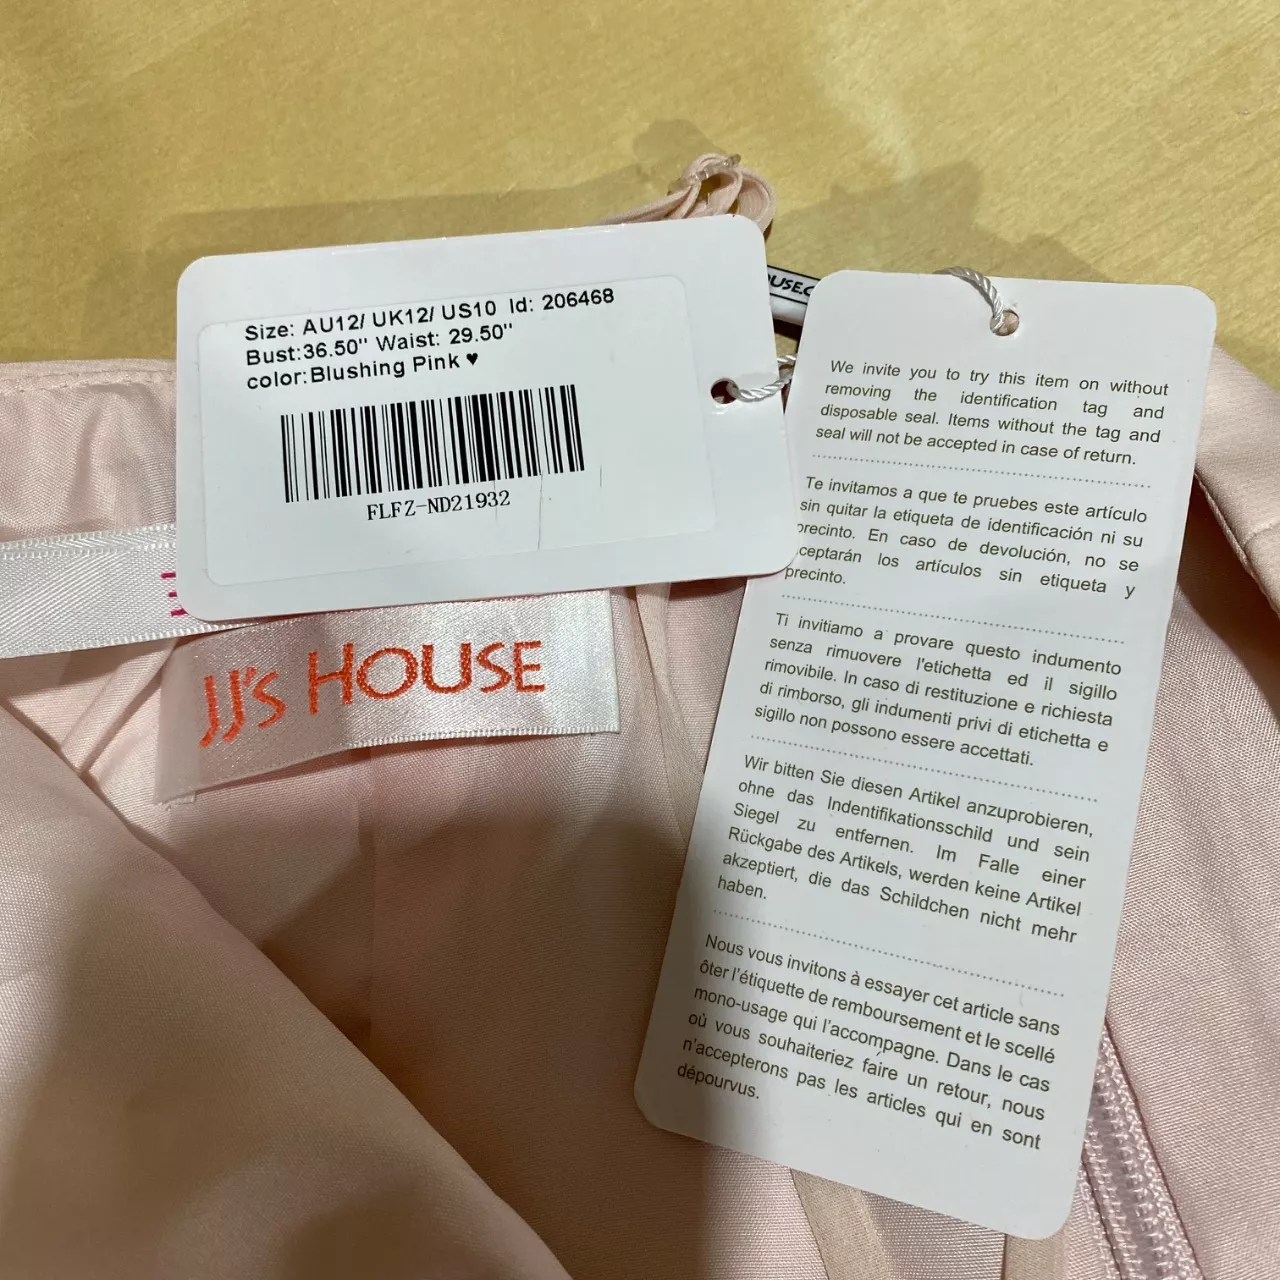 Size: AU12/ UK12/ US10 Id: 206468
Bust:36.50" Waist: 29.50"
color:Blushing Pink ♥
FLFZ-ND21932
JJ'S HOUSE
We invite you to try this item on without
removing the identification tag and
disposable seal. Items without the tag and
seal will not be accepted in case of return.
Te invitamos a que te pruebes este artículo
sin quitar la etiqueta de identificación ni su
precinto. En caso de devolución, no se
ceptarán los artículos sin etiqueta y
precinto.
Ti invitiamo a provare questo indumento
senza rimuovere l'etichetta ed il sigillo
rimovibile. In caso di restituzione e richiesta
di rimborso, gli indumenti privi di etichetta e
sigillo non possono essere accettati.
Wir bitten Sie diesen Artikel anzuprobieren,
ohne das Indentifikationsschild und sein
Siegel zu entfernen. Im Falle einer
Rückgabe des Artikels, werden keine Artikel
akzeptiert, die das Schildchen nicht mehr
haben.
Nous vous invitons à essayer cet article sans
ôter l'étiquette de remboursement et le scellé
mono-usage qui l'accompagne. Dans le cas
où vous souhaiteriez faire un retour, nous
n'accepterons pas les articles qui en sont
dépourvus.